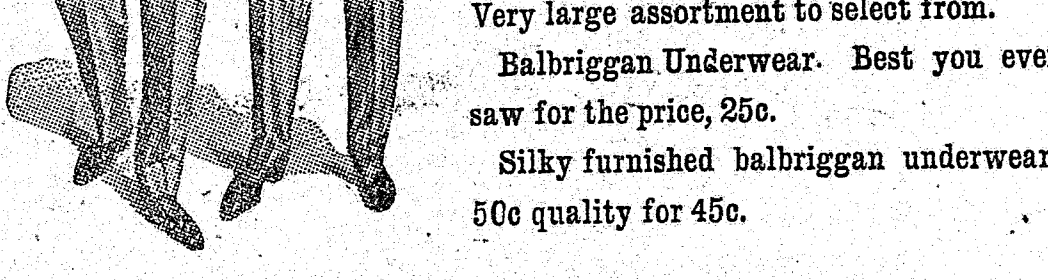 Very large assortment to select from.
Balbriggan Underwear. Best you eve
saw for the price, 25c.
Silky furnished balbriggan underwear
50c quality for 45c.